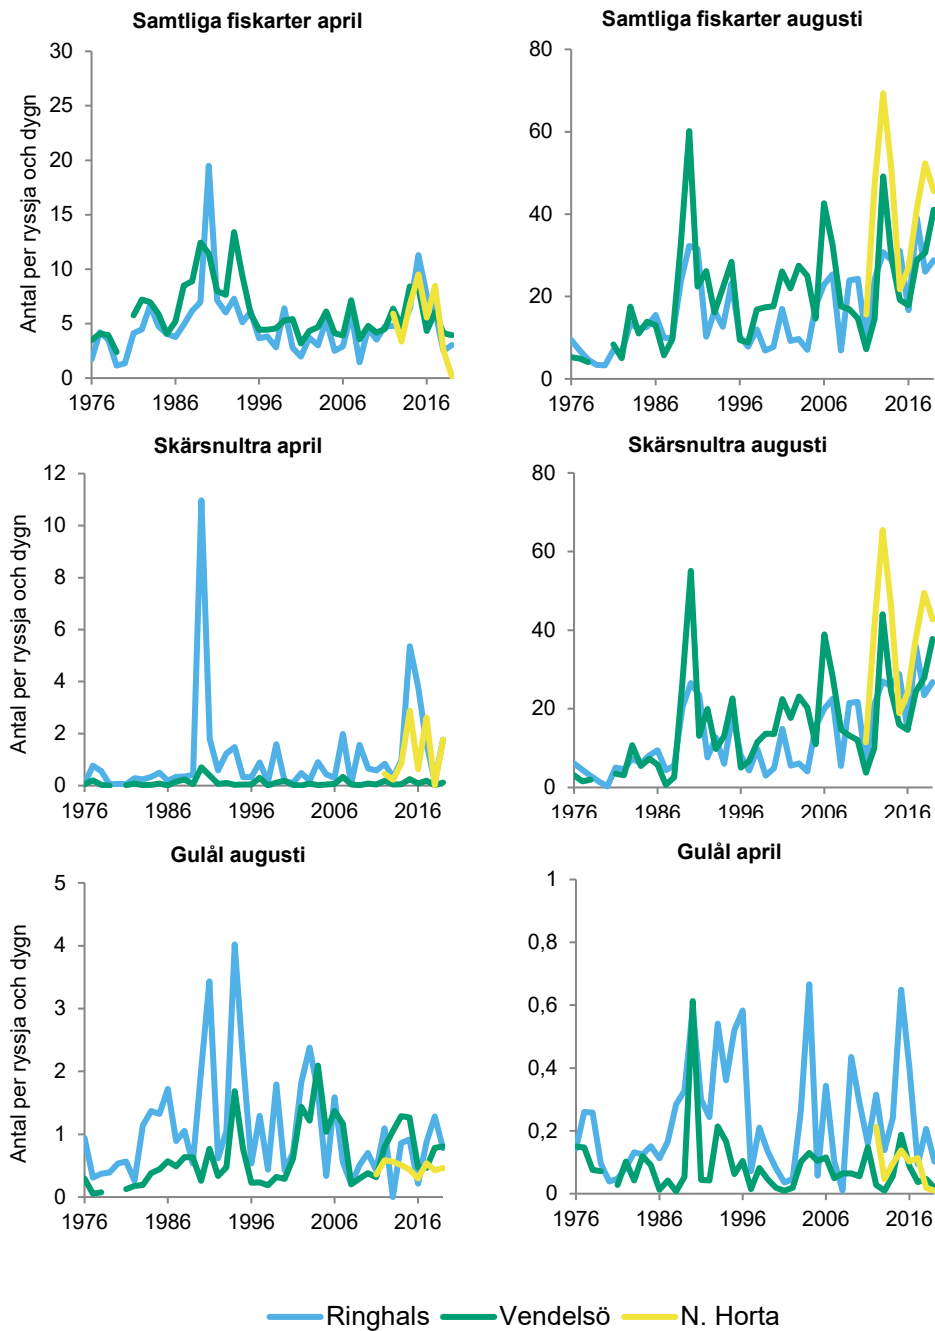 Samtliga fiskarter april
Antal per ryssja och dygn
30
25
20
15
10
5
0
1976 1986 1996 2006 2016
Samtliga fiskarter augusti
80
60
40
20
0
1976 1986 1996 2006 2016
Skärsnultra april
Antal per ryssja och dygn
12
10
8
6
4
2
0
1976 1986 1996 2006 2016
Skärsnultra augusti
80
60
40
20
0
1976 1986 1996 2006 2016
Gulål augusti
Antal per ryssja och dygn
5
4
3
2
1
0
1976 1986 1996 2006 2016
Gulål april
1
0,8
0,6
0,4
0,2
0
1976 1986 1996 2006 2016
Ringhals Vendelsö N. Horta